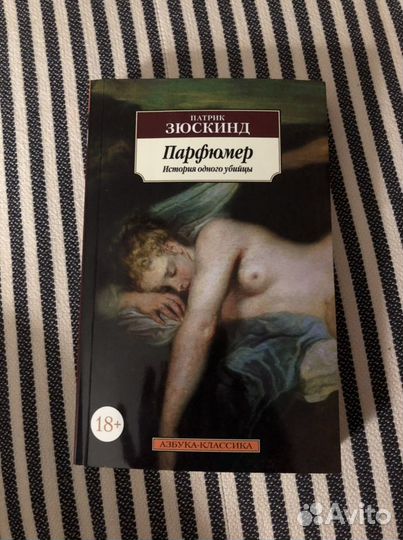 ПАТРИК
ЗЮСКИНД
Парфюмер
История одного убийцы
18+
АЗБУКА-КЛАССИКА
Avito